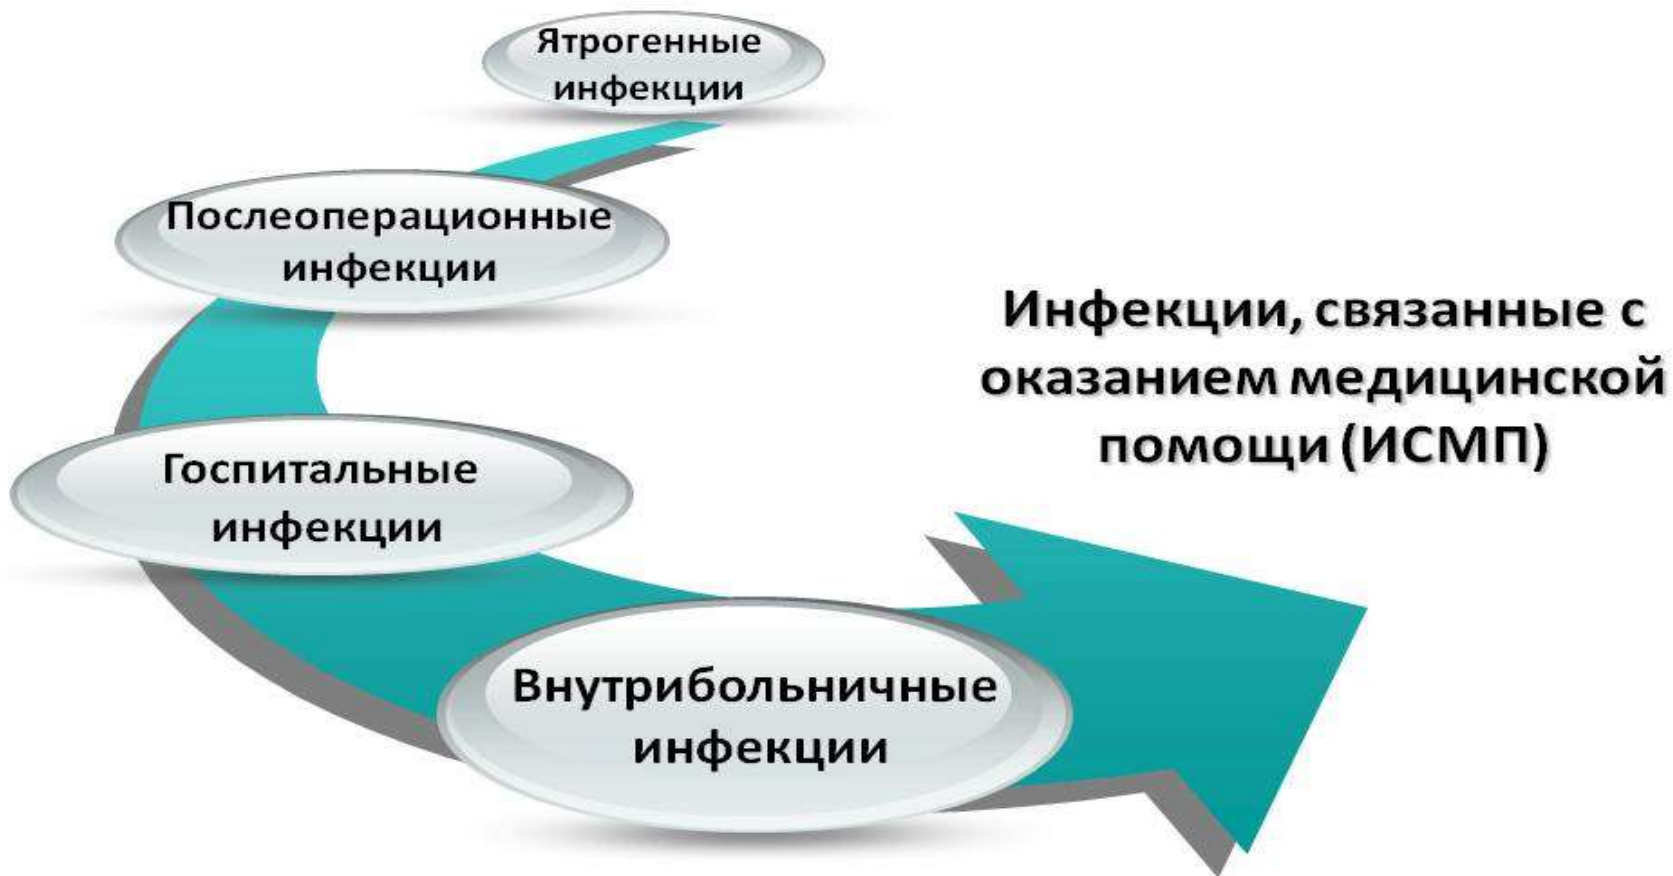 Ятрогенные
инфекции
Послеоперационные
инфекции
Госпитальные
инфекции
Внутрибольничные
инфекции
Инфекции, связанные с
оказанием медицинской
помощи (ИСМП)